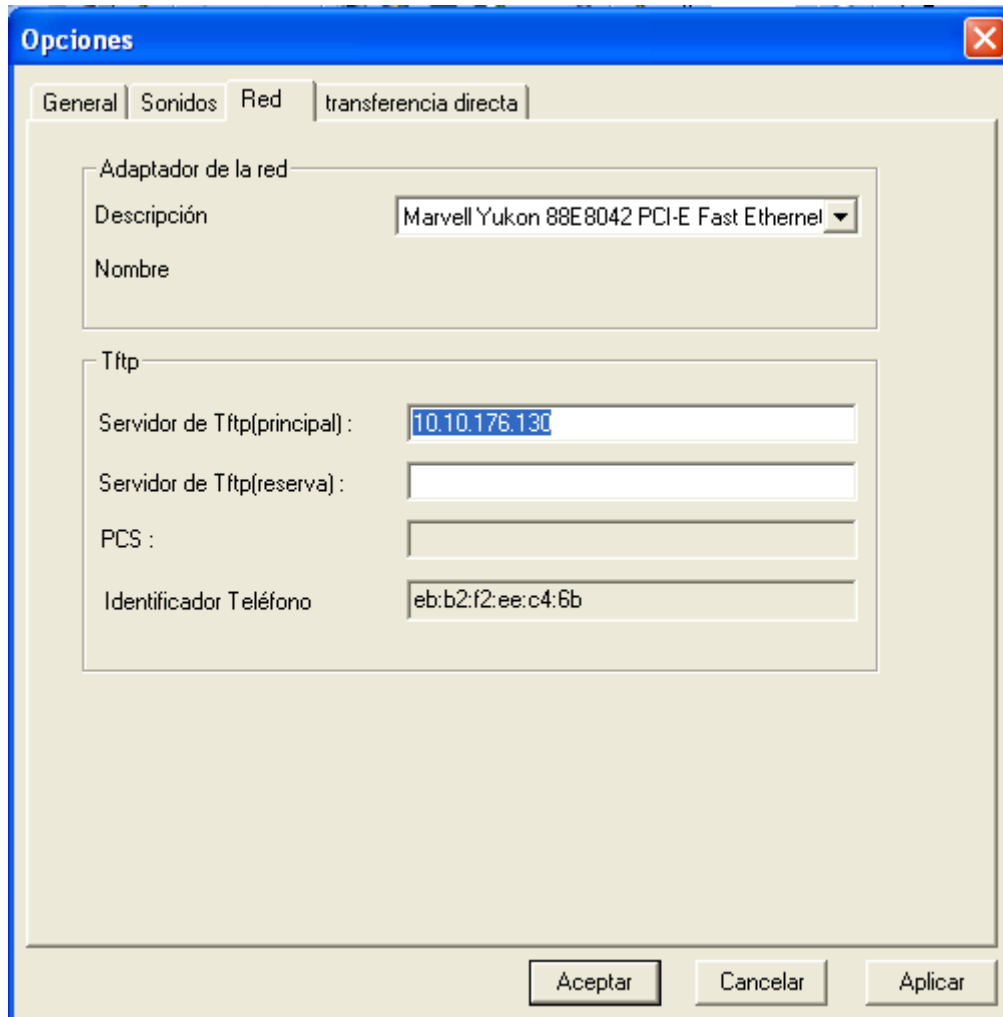 Opciones
General Sonidos Red transferencia directa
Adaptador de la red
Descripción Marvell Yukon 88E8042 PCI-E Fast Ethernet
Nombre
Tftp
Servidor de Tftp(principal) : 10.10.176.130
Servidor de Tftp(reserva) :
PCS :
Identificador Teléfono eb:b2:f2:ee:c4:6b
Aceptar Cancelar Aplicar